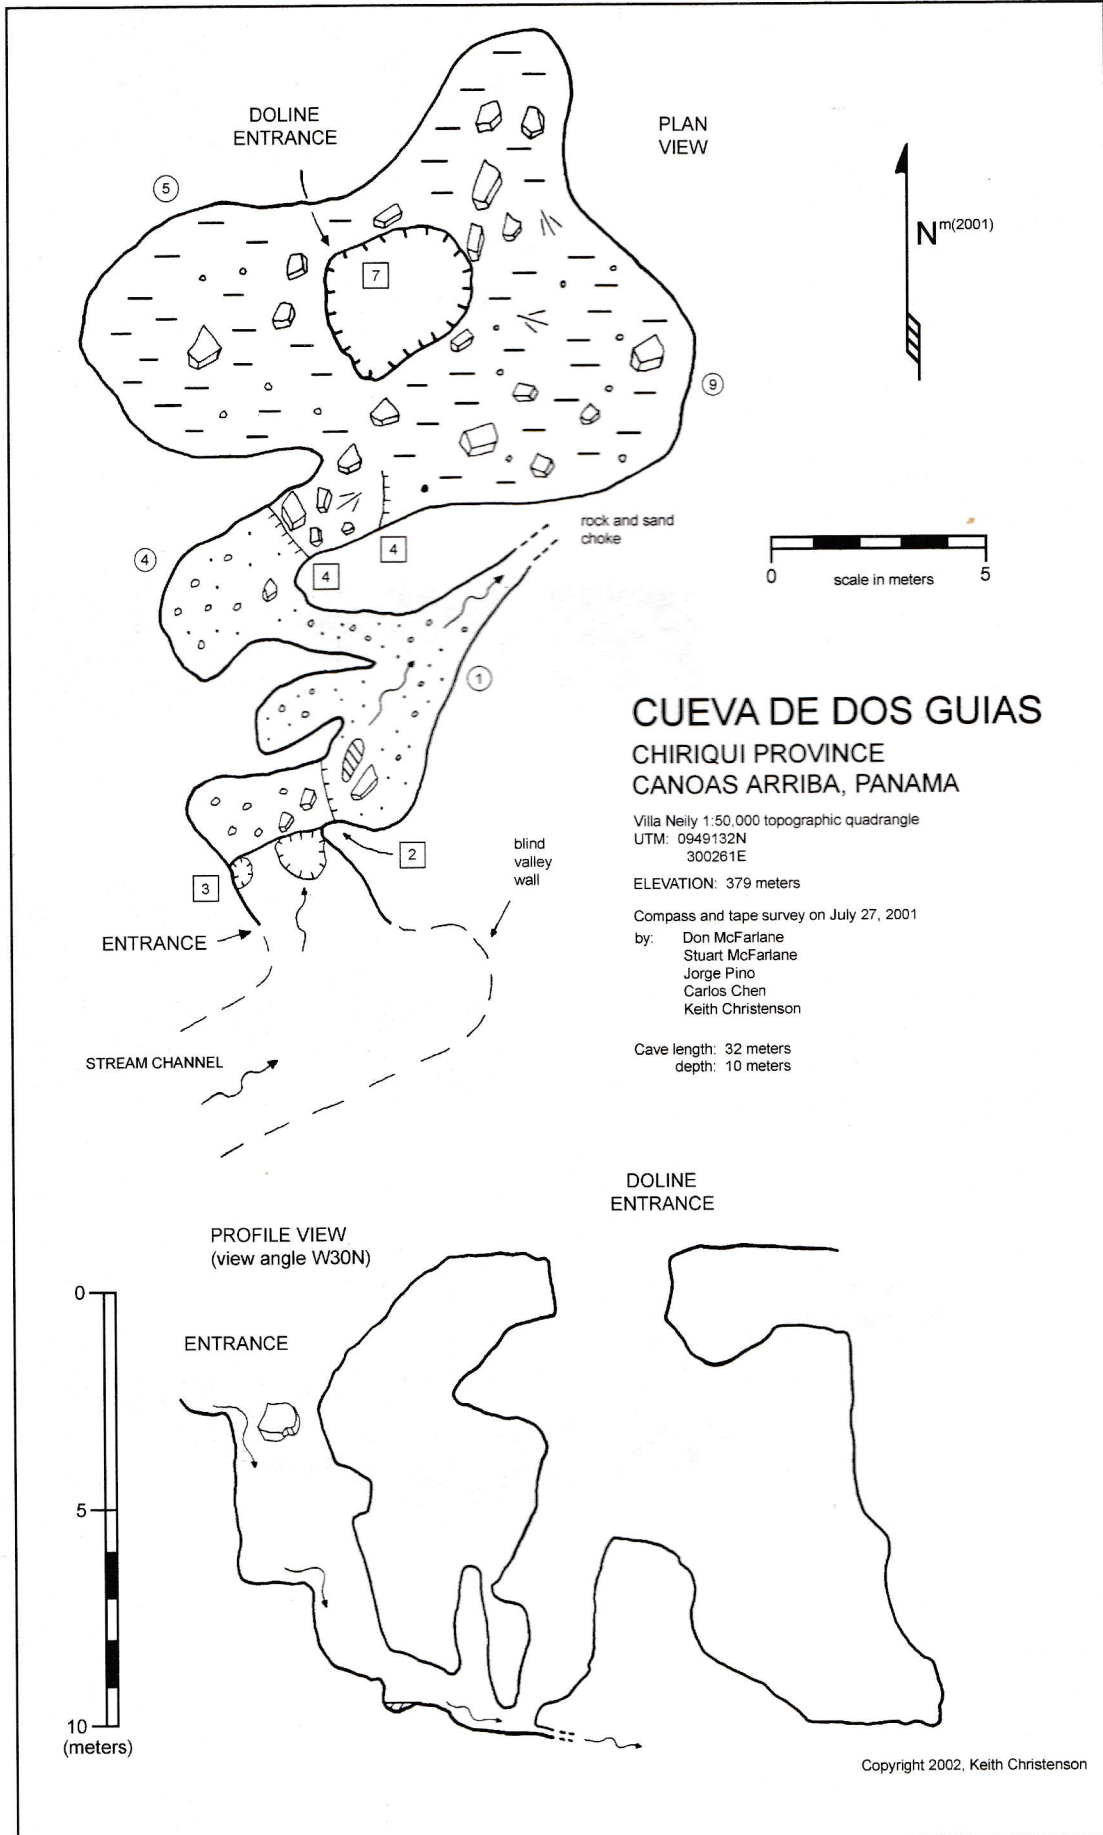 DOLINE
ENTRANCE
PLAN
VIEW
5
7
N m(2001)
9
rock and sand
choke
4
4
4
0
scale in meters
5
1
CUEVA DE DOS GUIAS
CHIRIQUI PROVINCE
CANOAS ARRIBA, PANAMA
Villa Neily 1:50,000 topographic quadrangle
UTM: 0949132N
300261E
ELEVATION: 379 meters
Compass and tape survey on July 27, 2001
by: Don McFarlane
Stuart McFarlane
Jorge Pino
Carlos Chen
Keith Christenson
Cave length: 32 meters
depth: 10 meters
2
blind
valley
wall
3
ENTRANCE
STREAM CHANNEL
DOLINE
ENTRANCE
PROFILE VIEW
(view angle W30N)
0
ENTRANCE
5
10
(meters)
Copyright 2002, Keith Christenson